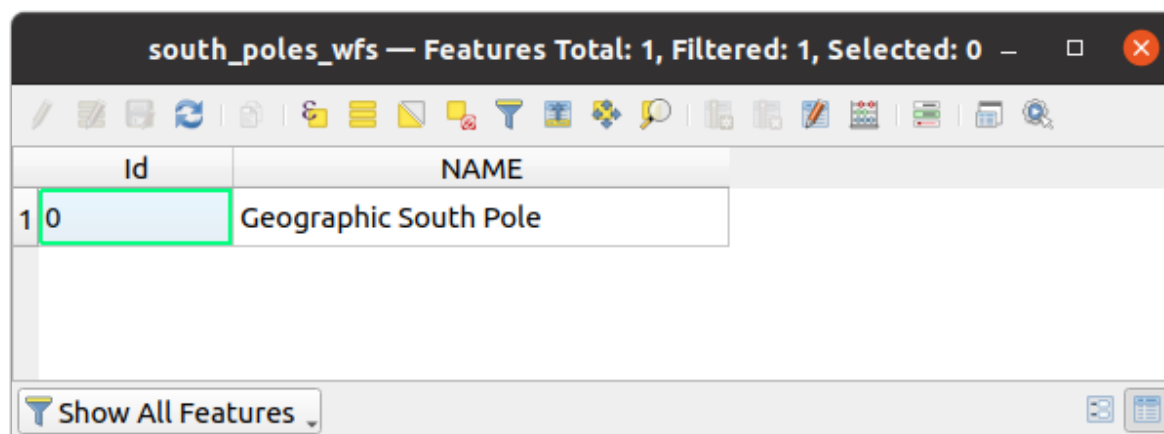 south_poles_wfs — Features Total: 1, Filtered: 1, Selected: 0
Id NAME
1 0 Geographic South Pole
Show All Features